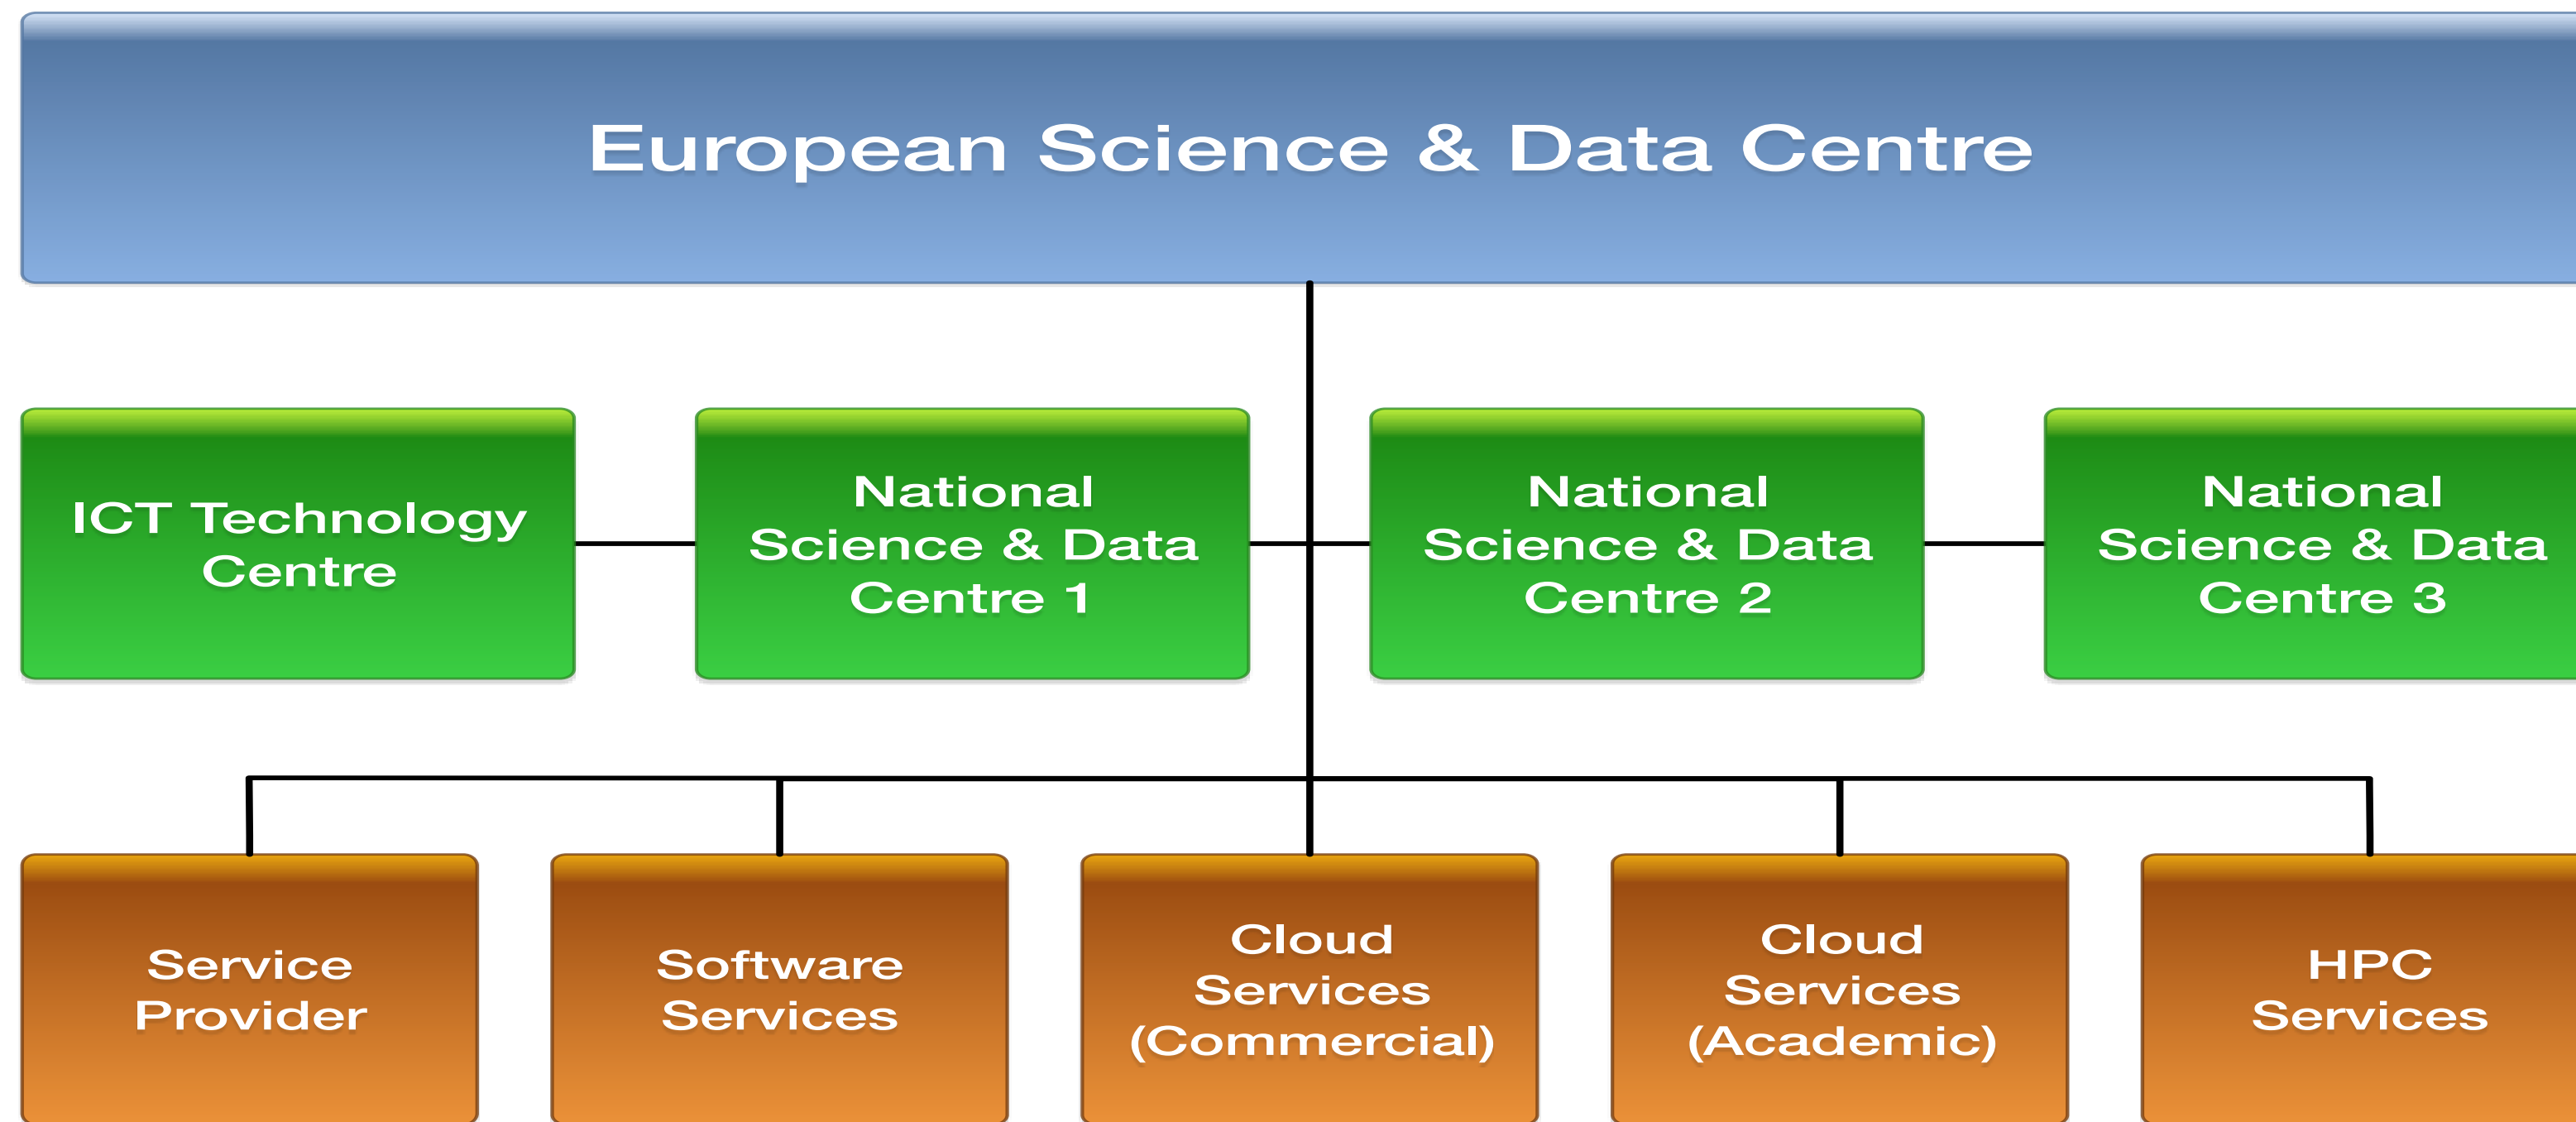 European Science & Data Centre
ICT Technology
Centre
National
Science & Data
Centre 1
National
Science & Data
Centre 2
National
Science & Data
Centre 3
Service
Provider
Software
Services
Cloud
Services
(Commercial)
Cloud
Services
(Academic)
HPC
Services